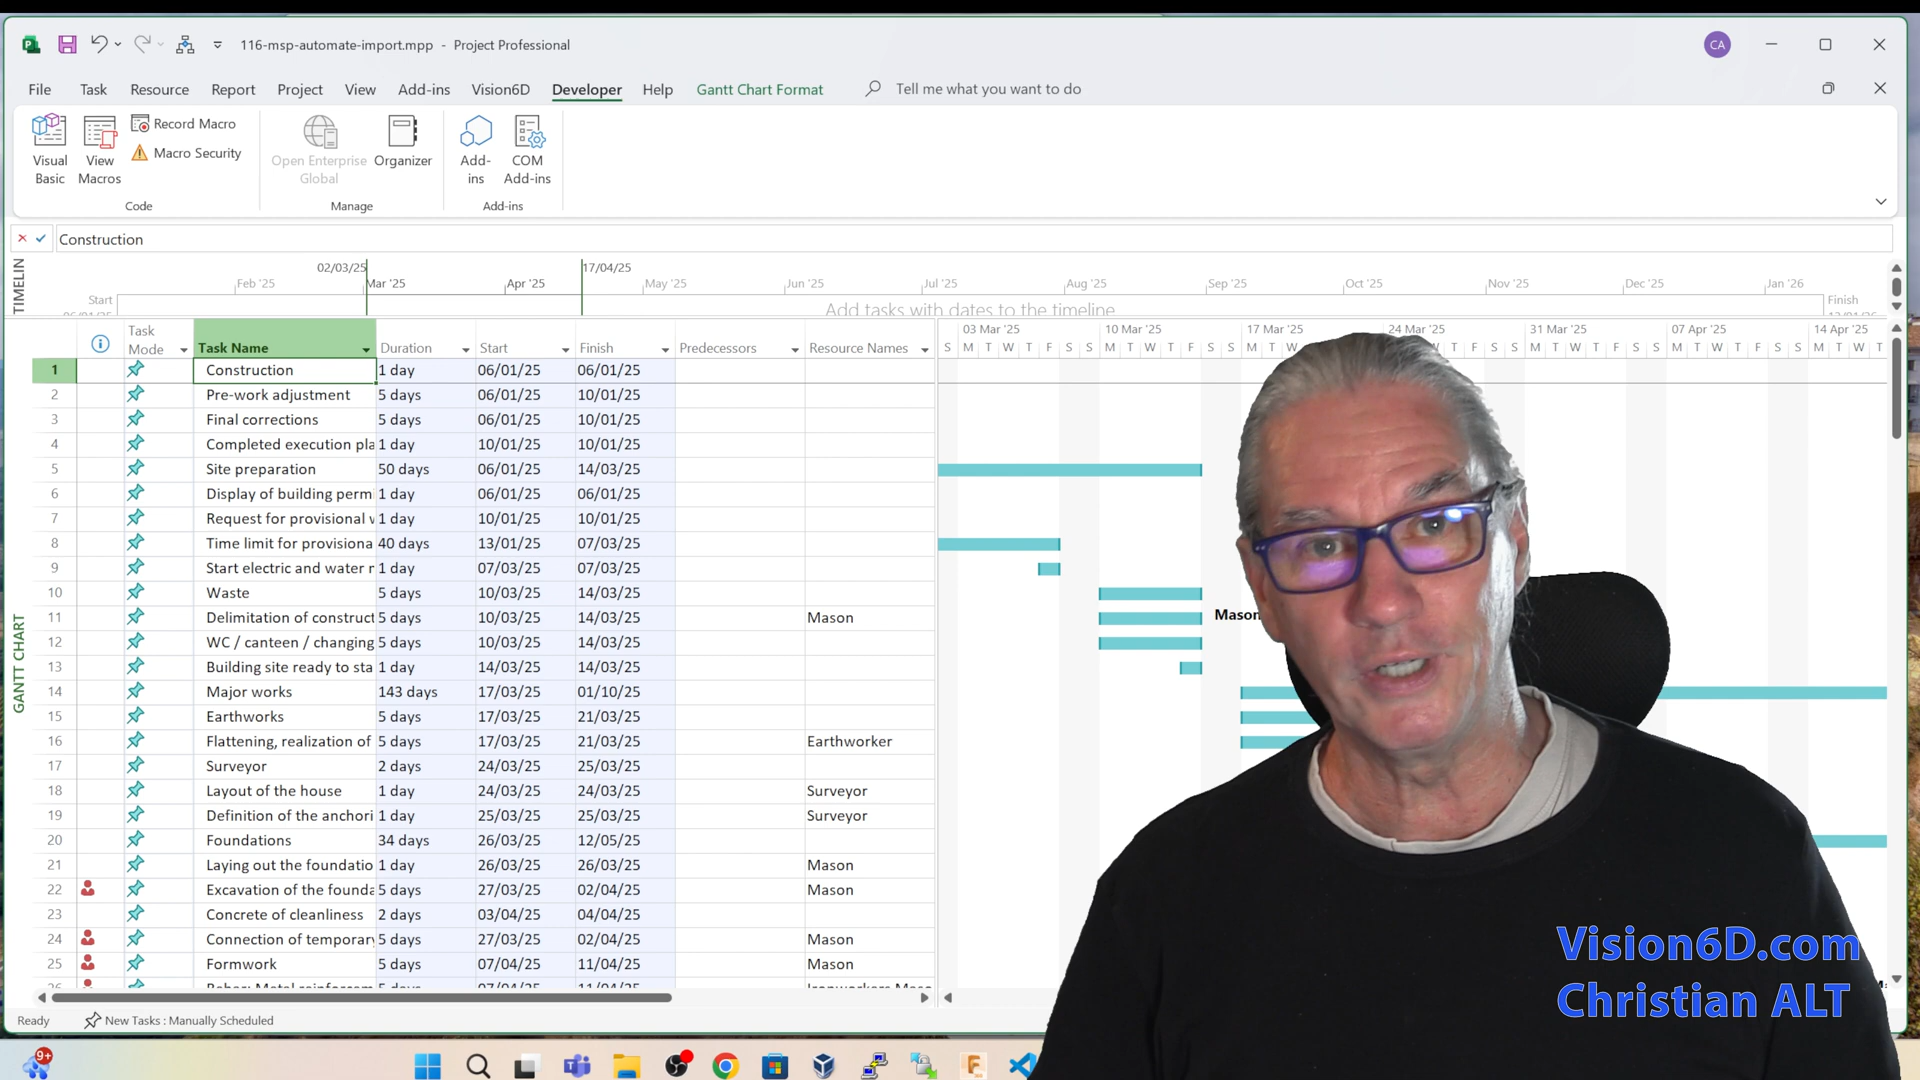 116-msp-automate-import.mpp - Project Professional
CA
File Task Resource Report Project View Add-ins Vision6D Developer Help Gantt Chart Format Tell me what you want to do
Visual Basic
View Macros
Record Macro
Macro Security
Code
Open Enterprise Global
Organizer
Manage
Add-ins
COM Add-ins
Add-ins
Construction
TIMELIN
02/03/25 17/04/25
Feb '25 Mar '25 Apr '25 May '25 Jun '25 Jul '25 Aug '25 Sep '25 Oct '25 Nov '25 Dec '25 Jan '26
Start
Add tasks with dates to the timeline
Finish
Task Mode Task Name Duration Start Finish Predecessors Resource Names
03 Mar '25 10 Mar '25 17 Mar '25 24 Mar '25 31 Mar '25 07 Apr '25 14 Apr '25
S M T W T F S S M T W T F S S M T W T F S S M T W T F S S M T W T F S S M T W T F S S M T W T
GANTT CHART
1 Construction 1 day 06/01/25 06/01/25
2 Pre-work adjustment 5 days 06/01/25 10/01/25
3 Final corrections 5 days 06/01/25 10/01/25
4 Completed execution pla 1 day 10/01/25 10/01/25
5 Site preparation 50 days 06/01/25 14/03/25
6 Display of building permi 1 day 06/01/25 06/01/25
7 Request for provisional 1 day 10/01/25 10/01/25
8 Time limit for provisiona 40 days 13/01/25 07/03/25
9 Start electric and water 1 day 07/03/25 07/03/25
10 Waste 5 days 10/03/25 14/03/25
11 Delimitation of construct 5 days 10/03/25 14/03/25 Mason Mason
12 WC / canteen / changing 5 days 10/03/25 14/03/25
13 Building site ready to sta 1 day 14/03/25 14/03/25
14 Major works 143 days 17/03/25 01/10/25
15 Earthworks 5 days 17/03/25 21/03/25
16 Flattening, realization of 5 days 17/03/25 21/03/25 Earthworker
17 Surveyor 2 days 24/03/25 25/03/25
18 Layout of the house 1 day 24/03/25 24/03/25 Surveyor
19 Definition of the anchori 1 day 25/03/25 25/03/25 Surveyor
20 Foundations 34 days 26/03/25 12/05/25
21 Laying out the foundatio 1 day 26/03/25 26/03/25 Mason
22 Excavation of the founda 5 days 27/03/25 02/04/25 Mason
23 Concrete of cleanliness 2 days 03/04/25 04/04/25
24 Connection of temporary 5 days 27/03/25 02/04/25 Mason
25 Formwork 5 days 07/04/25 11/04/25 Mason
Ready New Tasks : Manually Scheduled
9+
Vision6D.com
Christian ALT